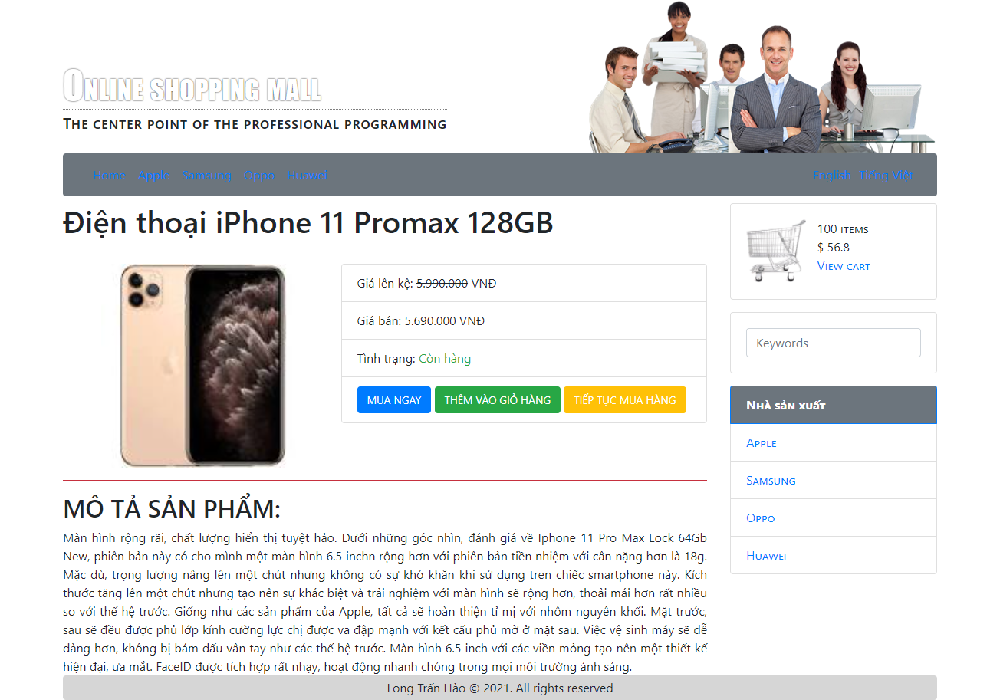 Online shopping mall
The center point of the professional programming
Home Apple Samsung Oppo Huawei English Tiếng Việt
Điện thoại iPhone 11 Promax 128GB
Giá lên kệ: 5.990.000 VNĐ
Giá bán: 5.690.000 VNĐ
Tình trạng: Còn hàng
MUA NGAY THÊM VÀO GIỎ HÀNG TIẾP TỤC MUA HÀNG
100 items
$ 56.8
View cart
Keywords
Nhà sản xuất
Apple
Samsung
Oppo
Huawei
MÔ TẢ SẢN PHẨM:
Màn hình rộng rãi, chất lượng hiển thị tuyệt hảo. Dưới những góc nhìn, đánh giá về Iphone 11 Pro Max Lock 64Gb
New, phiên bản này có cho mình một màn hình 6.5 inchn rộng hơn với phiên bản tiền nhiệm với cân nặng hơn là 18g.
Mặc dù, trọng lượng nâng lên một chút nhưng không có sự khó khăn khi sử dụng tren chiếc smartphone này. Kích
thước tăng lên một chút nhưng tạo nên sự khác biệt và trải nghiệm với màn hình sẽ rộng hơn, thoải mái hơn rất nhiều
so với thế hệ trước. Giống như các sản phẩm của Apple, tất cả sẽ hoàn thiện tỉ mị với nhôm nguyên khối. Mặt trước,
sau sẽ đều được phủ lớp kính cường lực chị được va đập mạnh với kết cấu phủ mờ ở mặt sau. Việc vệ sinh máy sẽ dễ
dàng hơn, không bị bám dấu vân tay như các thế hệ trước. Màn hình 6.5 inch với các viền mỏng tạo nên một thiết kế
hiện đại, ưa mắt. FaceID được tích hợp rất nhạy, hoạt động nhanh chóng trong mọi môi trường ánh sáng.
Long Trấn Hào © 2021. All rights reserved